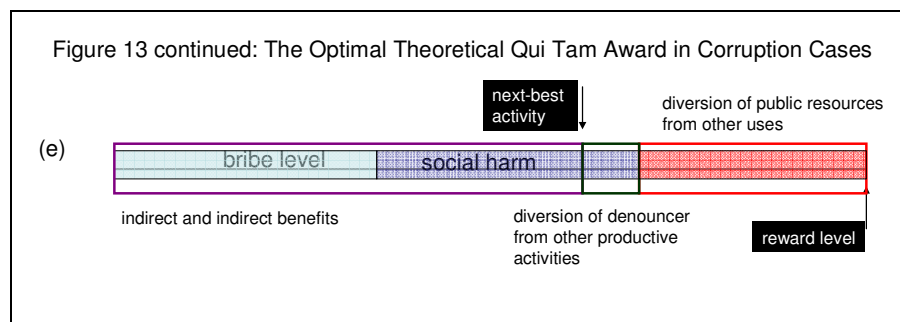 Figure 13 continued: The Optimal Theoretical Qui Tam Award in Corruption Cases
next-best
activity
diversion of public resources
from other uses
(e)
bribe level
social harm
indirect and indirect benefits
diversion of denouncer
from other productive
activities
reward level